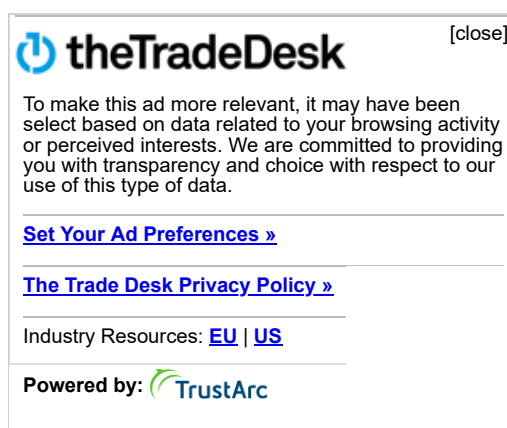 [close]
theTradeDesk
To make this ad more relevant, it may have been
select based on data related to your browsing activity
or perceived interests. We are committed to providing
you with transparency and choice with respect to our
use of this type of data.
Set Your Ad Preferences »
The Trade Desk Privacy Policy »
Industry Resources: EU | US
Powered by: TrustArc